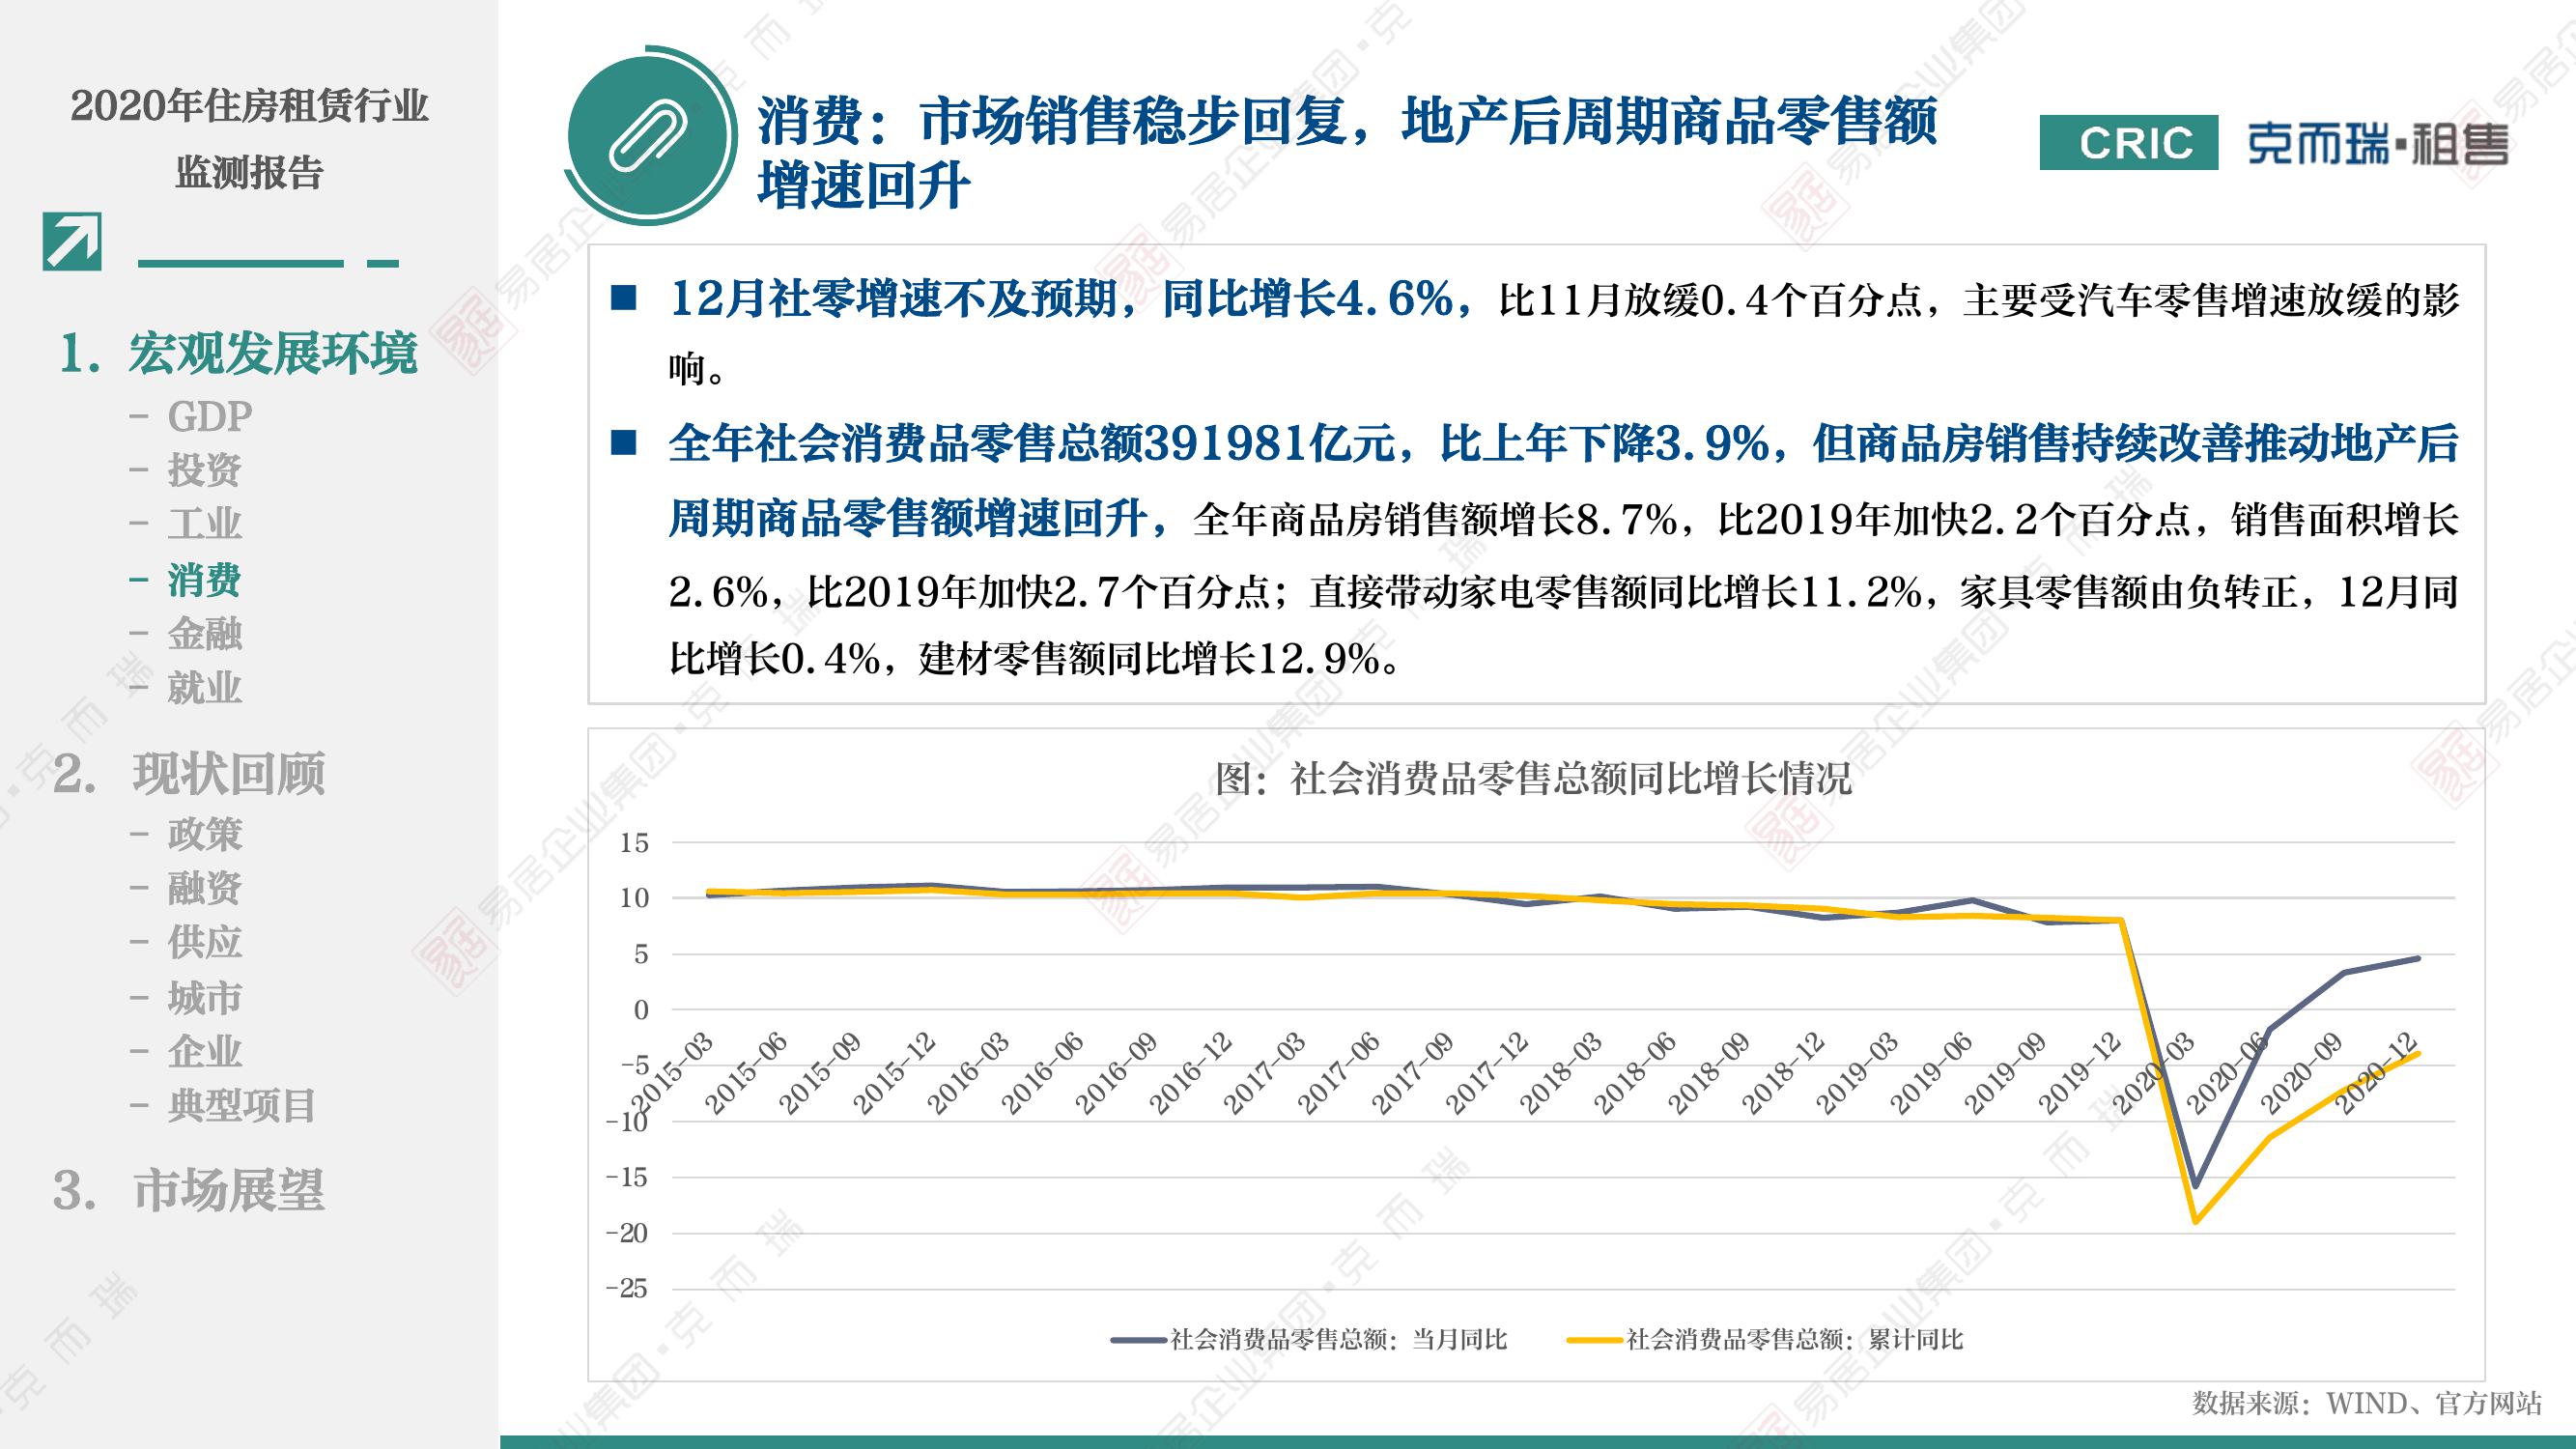 2020年住房租赁行业
监测报告
1. 宏观发展环境
– GDP
– 投资
– 工业
– 消费
– 金融
– 就业
2. 现状回顾
– 政策
– 融资
– 供应
– 城市
– 企业
– 典型项目
3. 市场展望
消费：市场销售稳步回复，地产后周期商品零售额
增速回升
CRIC 克而瑞·租售
■ 12月社零增速不及预期，同比增长4.6%，比11月放缓0.4个百分点，主要受汽车零售增速放缓的影
响。
■ 全年社会消费品零售总额391981亿元，比上年下降3.9%，但商品房销售持续改善推动地产后
周期商品零售额增速回升，全年商品房销售额增长8.7%，比2019年加快2.2个百分点，销售面积增长
2.6%，比2019年加快2.7个百分点；直接带动家电零售额同比增长11.2%，家具零售额由负转正，12月同
比增长0.4%，建材零售额同比增长12.9%。
图：社会消费品零售总额同比增长情况
15
10
5
0
-5
-10
-15
-20
-25
2015-03
2015-06
2015-09
2015-12
2016-03
2016-06
2016-09
2016-12
2017-03
2017-06
2017-09
2017-12
2018-03
2018-06
2018-09
2018-12
2019-03
2019-06
2019-09
2019-12
2020-03
2020-06
2020-09
2020-12
社会消费品零售总额：当月同比
社会消费品零售总额：累计同比
数据来源：WIND、官方网站
易居企业集团·克而瑞